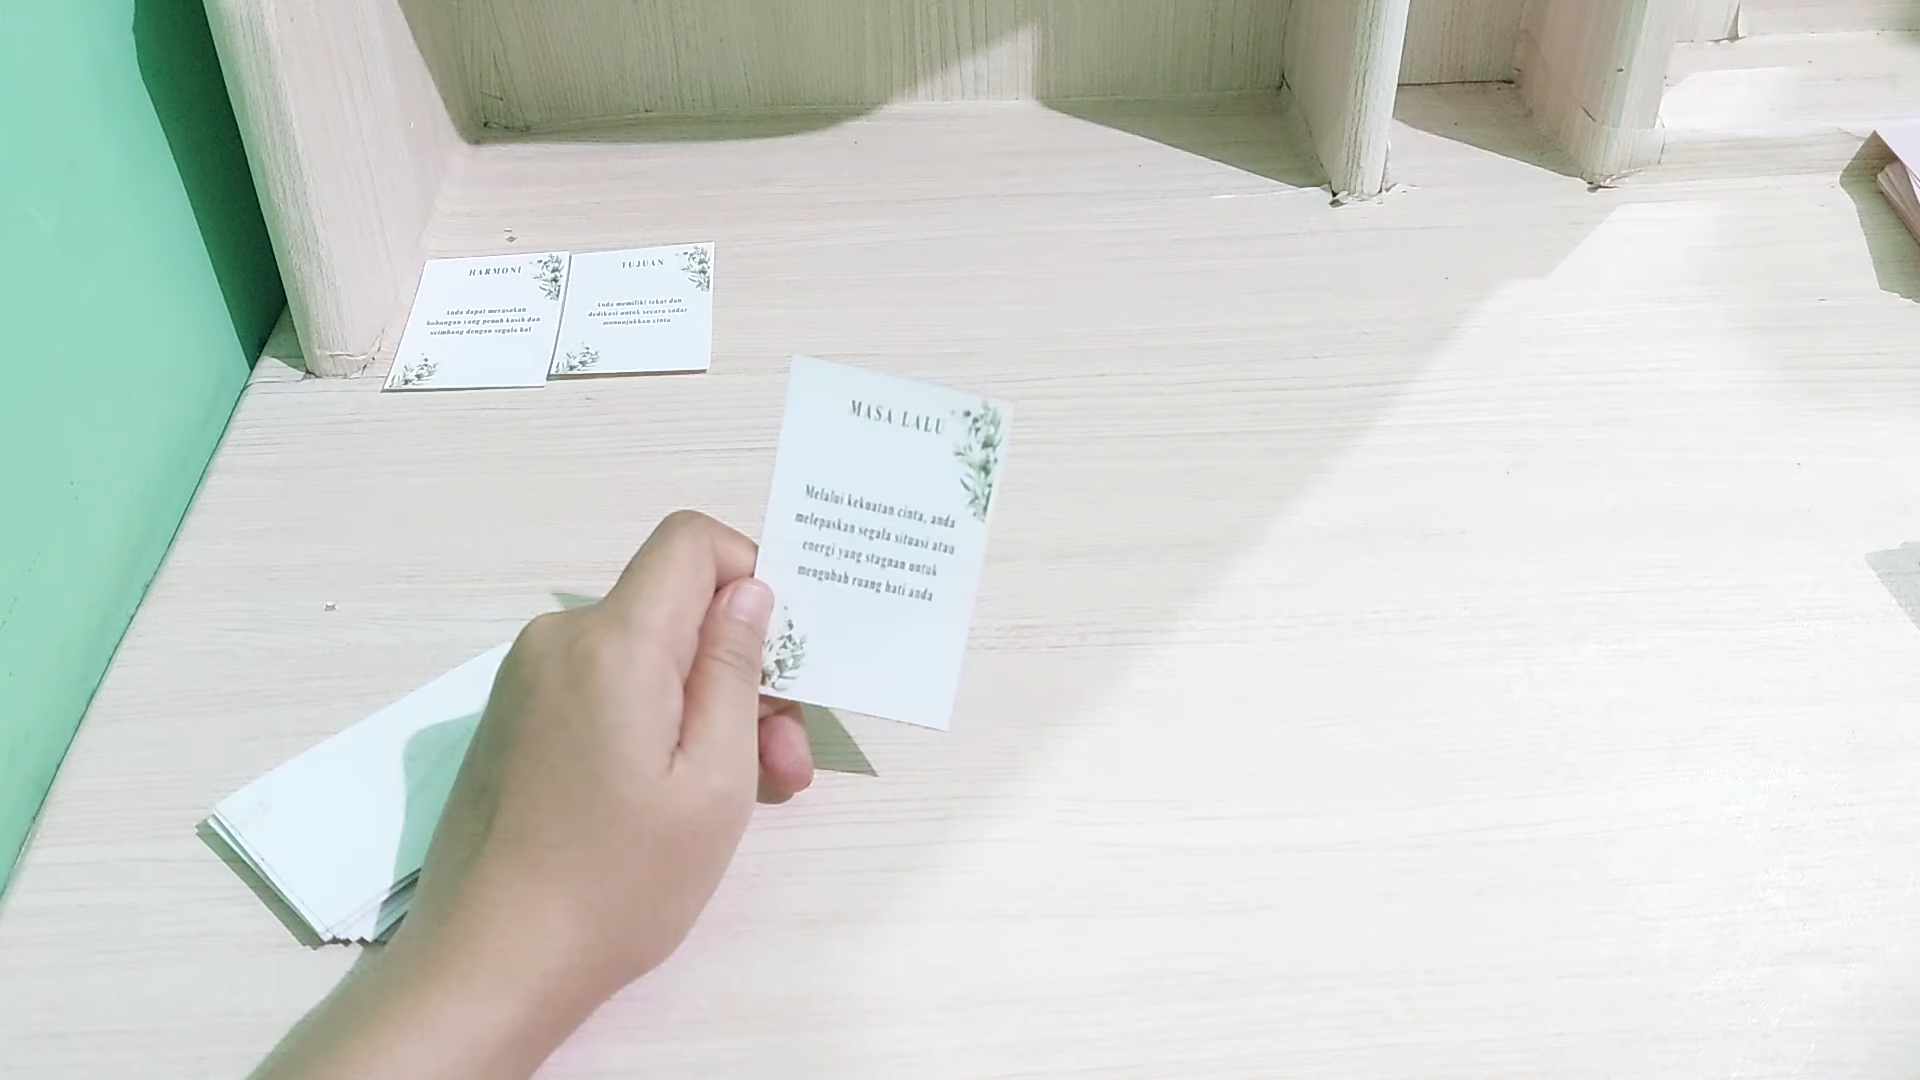 HARMONI
Anda dapat merasakan
hubungan yang penuh kasih dan
seimbang dengan segala hal
TUJUAN
Anda memiliki tekat dan
dedikasi untuk secara sadar
menunjukkan cinta
MASA LALU
Melalui kekuatan cinta, anda
melepaskan segala situasi atau
energi yang stagnan untuk
mengubah ruang hati anda